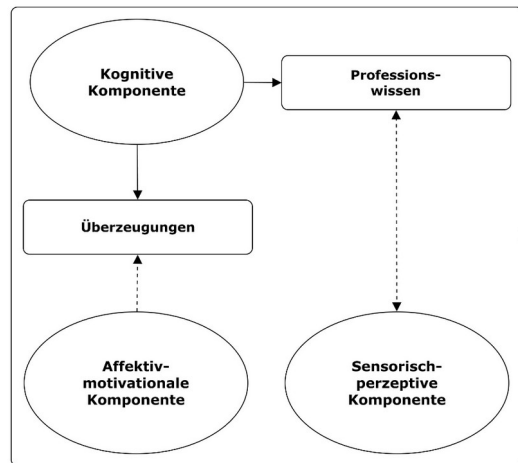 Kognitive
Komponente
Professions-
wissen
Überzeugungen
Affektiv-
motivationale
Komponente
Sensorisch-
perzeptive
Komponente